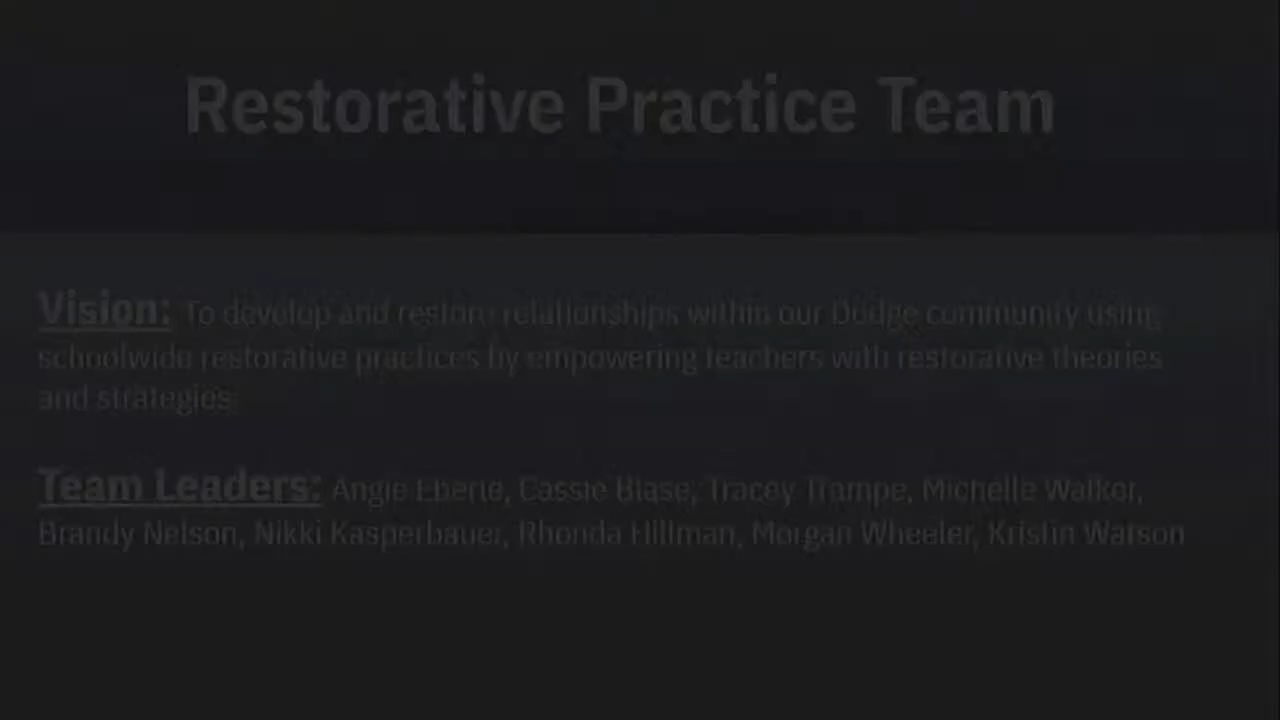 Restorative Practice Team
Vision: To develop and restore relationships within our Dodge community using
schoolwide restorative practices by empowering teachers with restorative theories
and strategies.
Team Leaders: Angie Eberle, Cassie Blase, Tracey Trampe, Michelle Walker,
Brandy Nelson, Nikki Kasperbauer, Rhonda Hillman, Morgan Wheeler, Kristin Watson